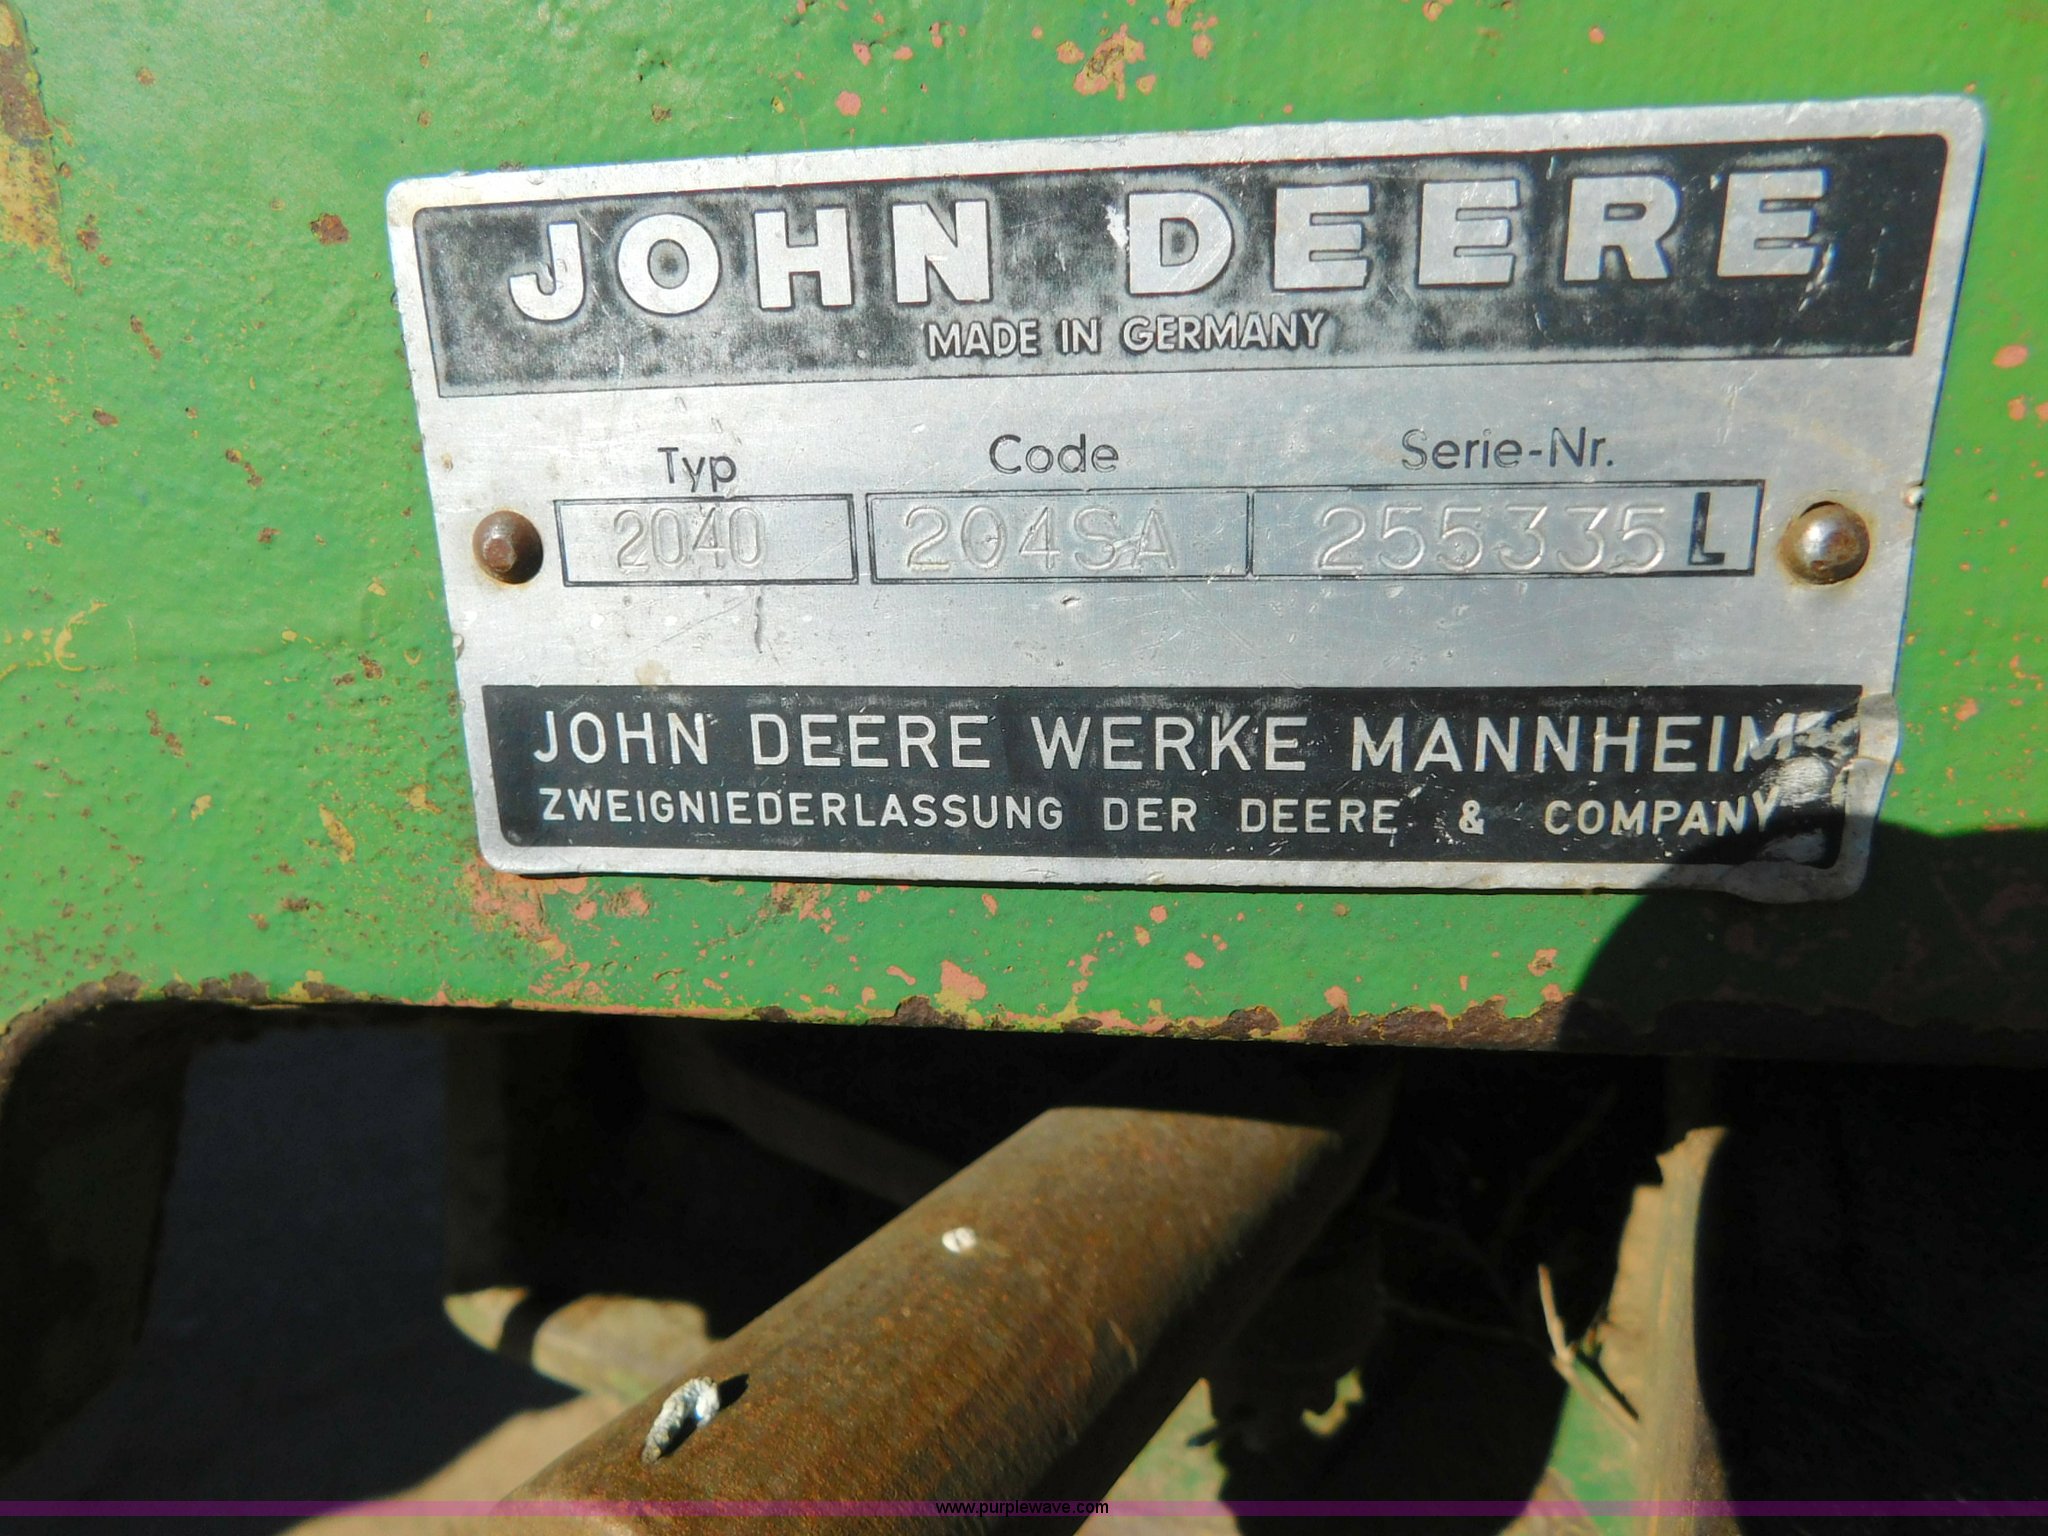 JOHN DEERE
MADE IN GERMANY
Typ Code Serie-Nr.
2040 204SA 255335L
JOHN DEERE WERKE MANNHEIM
ZWEIGNIEDERLASSUNG DER DEERE & COMPANY
www.purplewave.com